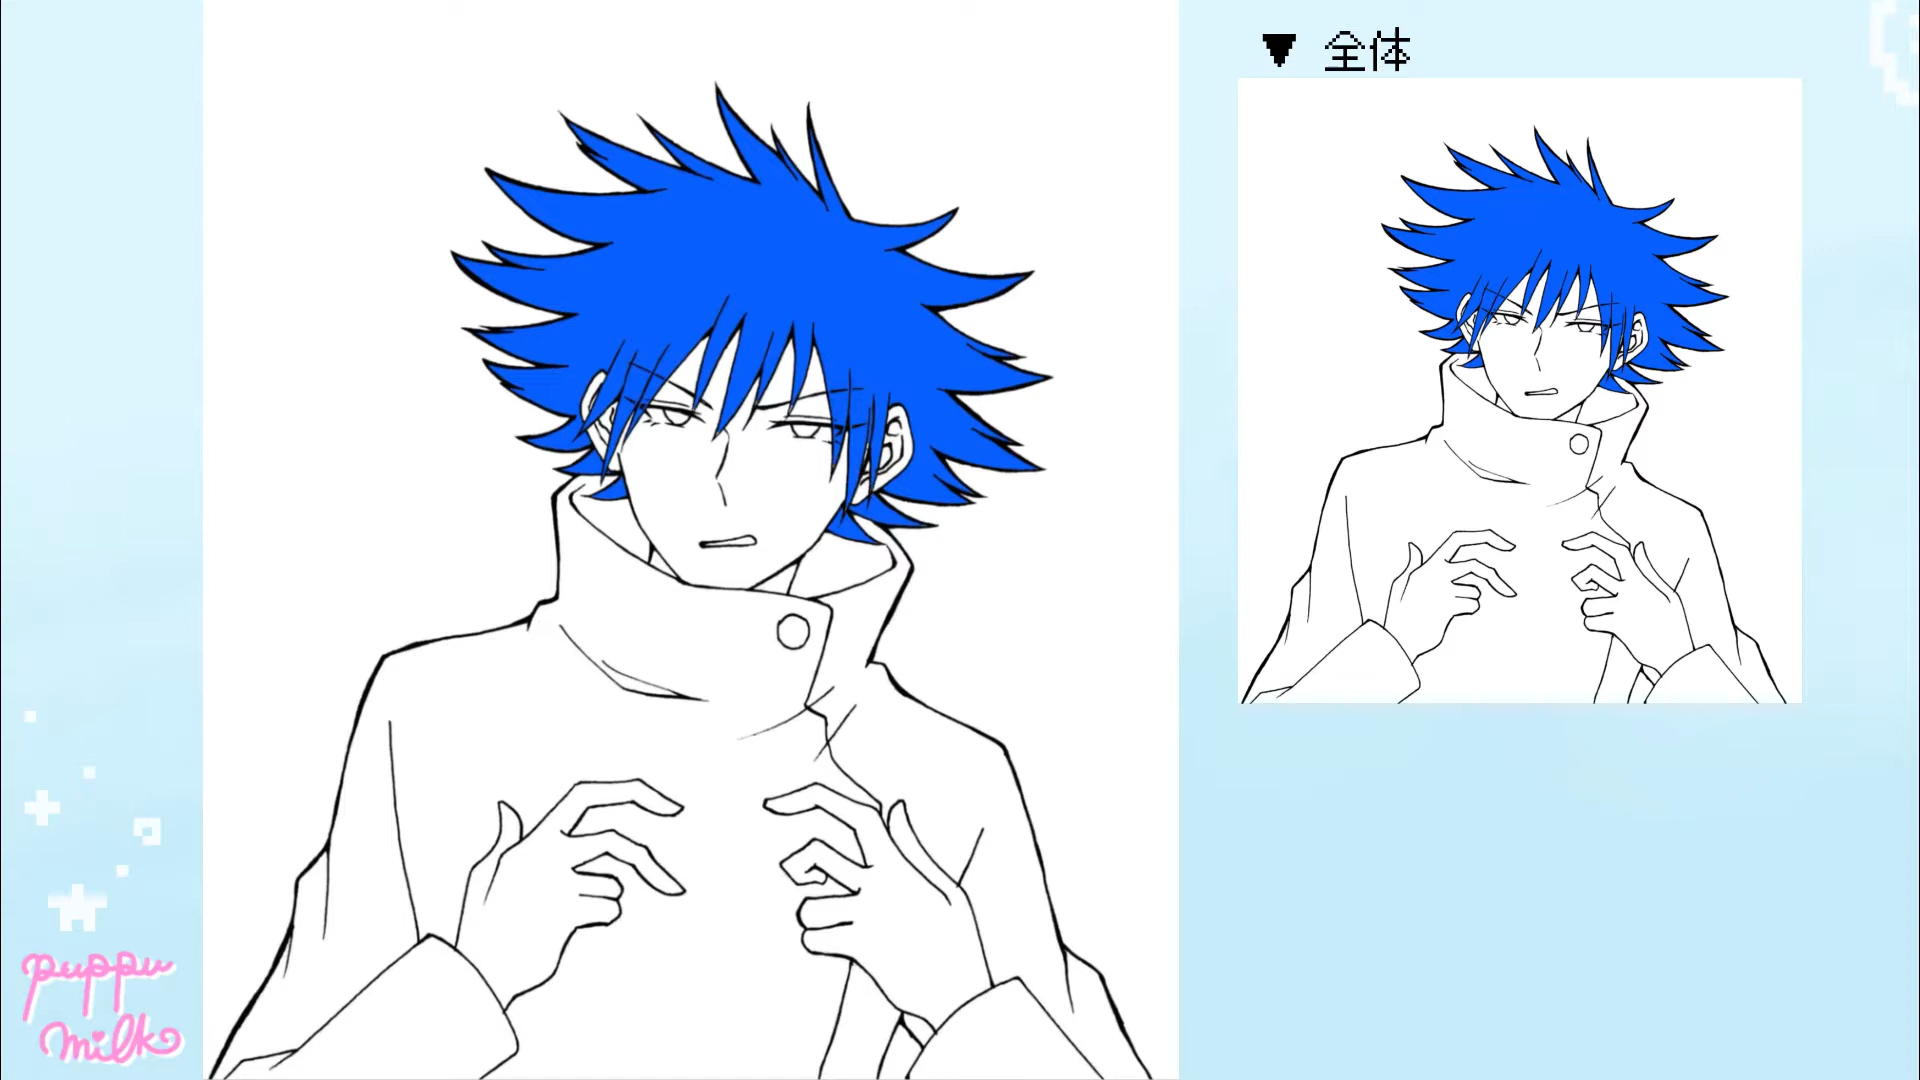 ▼ 全体
puppu
milk